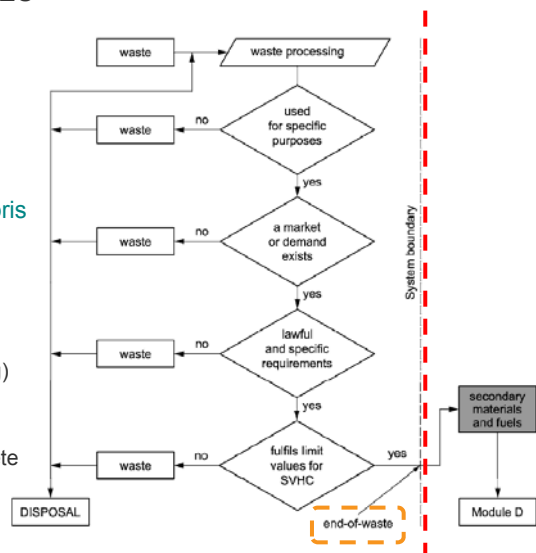 waste
waste processing
used
for specific
purposes
no
waste
yes
oris
a market
or demand
exists
no
waste
yes
System boundary
lawful
and specific
requirements
no
waste
)
yes
secondary
materials
and fuels
fulfils limit
values for
SVHC
no
yes
waste
te
DISPOSAL
end-of-waste
Module D